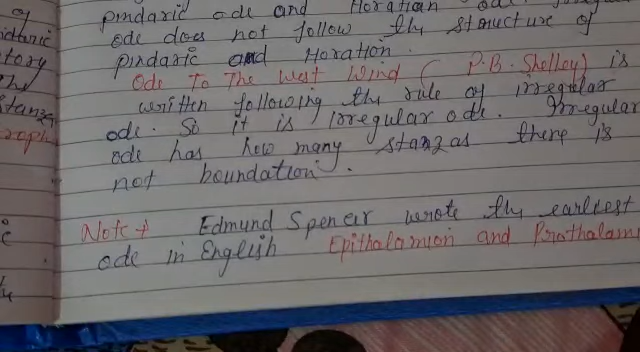 of
pindaric ode and Horatian ode.
ode does not follow the structure of
pindaric and Horation.
Ode To The West Wind ( P.B. Shelley) is
written following the rule of irregular
ode. So it is irregular ode. Irregular
ode has how many stanzas there is
not boundation.
Note → Edmund Spencer wrote the earliest
ode in English Epithalamion and Prothalam